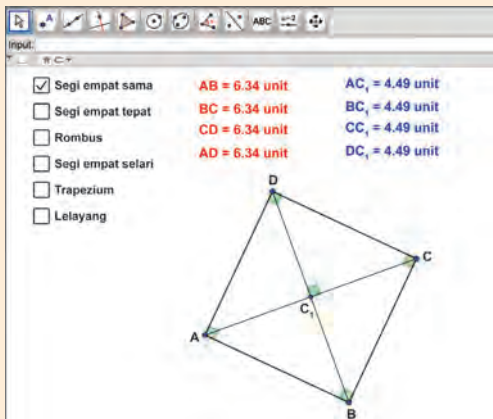 ABC
a=2
Input:
Segi empat sama
Segi empat tepat
Rombus
Segi empat selari
Trapezium
Lelayang
AB = 6.34 unit
BC = 6.34 unit
CD = 6.34 unit
AD = 6.34 unit
AC₁ = 4.49 unit
BC₁ = 4.49 unit
CC₁ = 4.49 unit
DC₁ = 4.49 unit
D
C
C₁
A
B